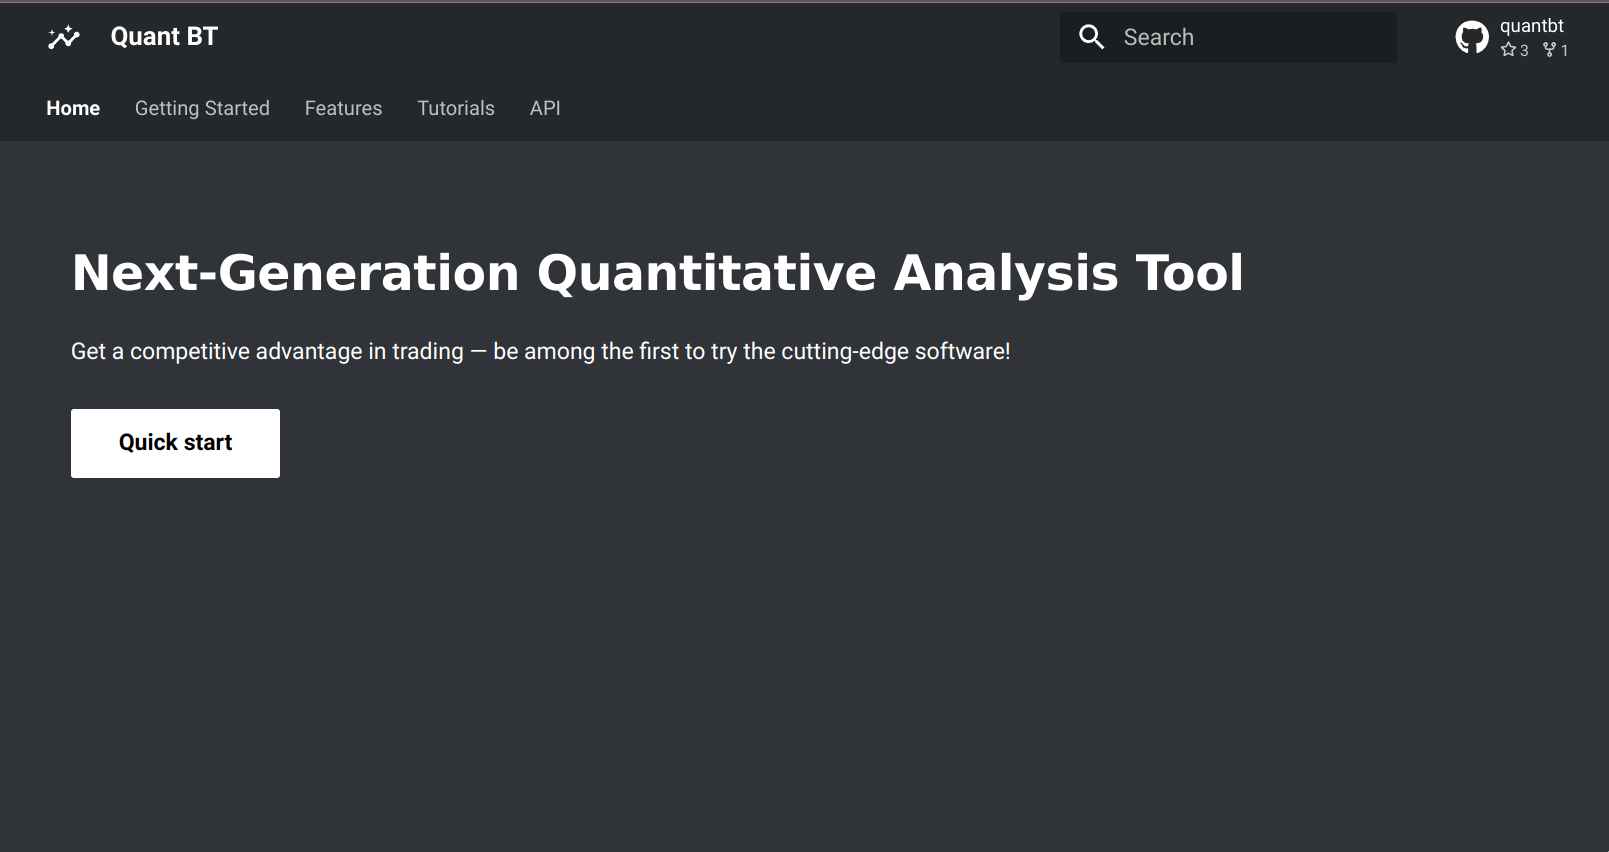 Quant BT
Search
quantbt
3 1
Home Getting Started Features Tutorials API
Next-Generation Quantitative Analysis Tool
Get a competitive advantage in trading — be among the first to try the cutting-edge software!
Quick start